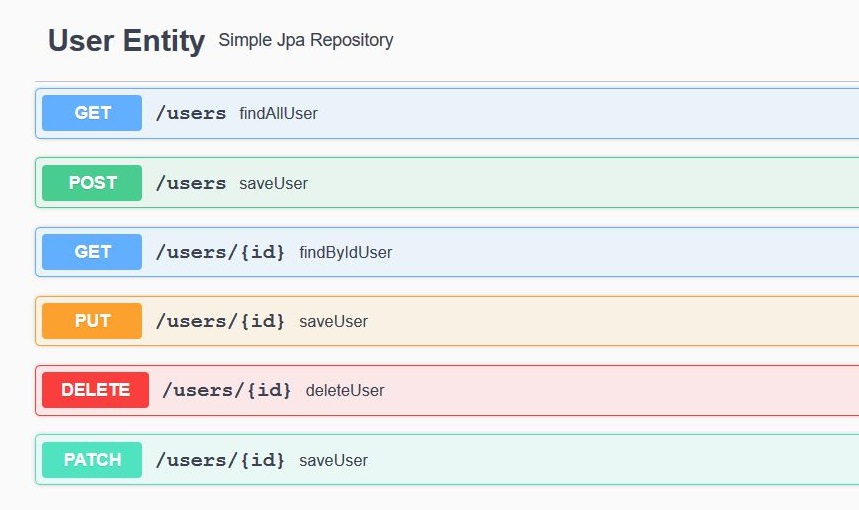 User Entity Simple Jpa Repository
GET /users findAllUser
POST /users saveUser
GET /users/{id} findByIdUser
PUT /users/{id} saveUser
DELETE /users/{id} deleteUser
PATCH /users/{id} saveUser